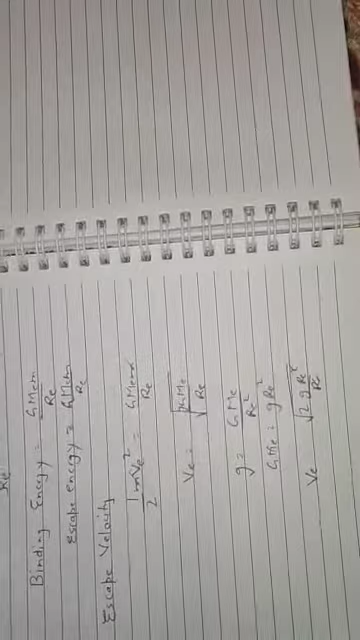 Re
Binding Energy = GMem/Re
Escape energy = GMem/Re
Escape Velocity
1/2 mVe² = GMem/Re
Ve = √(2GMe/Re)
g = GMe/Re²
GMe = gRe²
Ve √(2gRe²/Re)